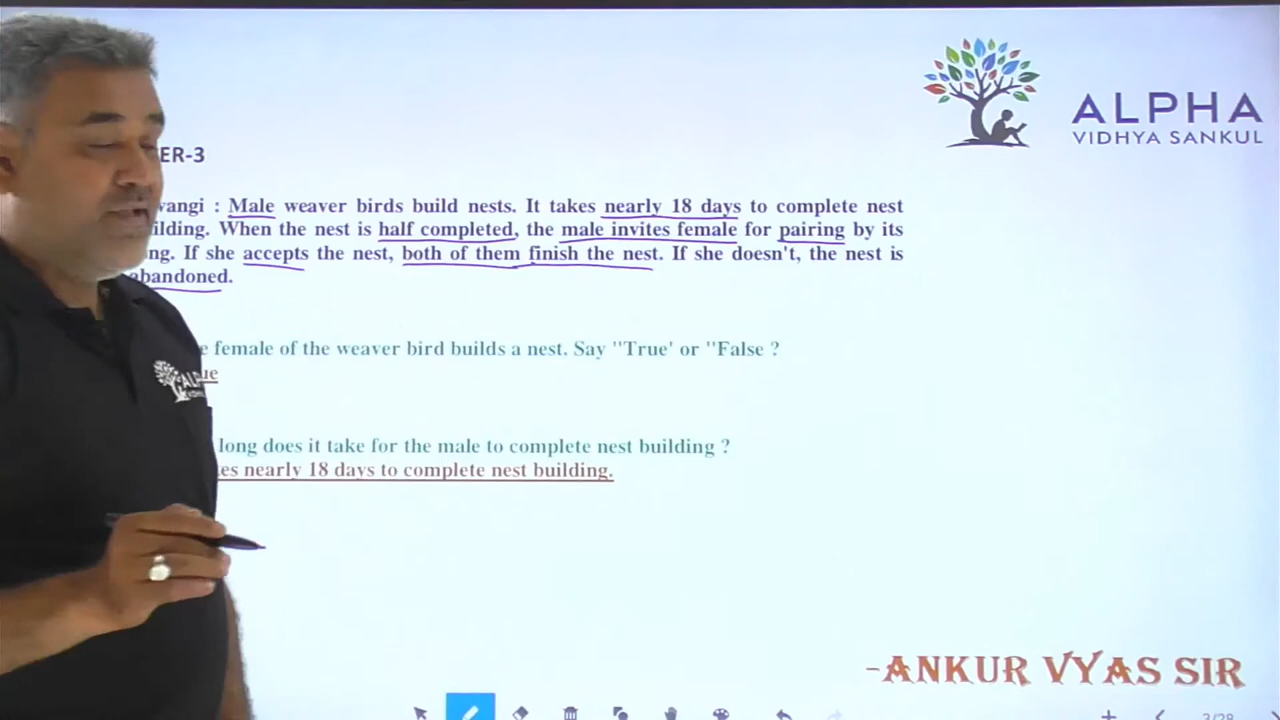 ALPHA
VIDHYA SANKUL
ER-3
vangi : Male weaver birds build nests. It takes nearly 18 days to complete nest
ilding. When the nest is half completed, the male invites female for pairing by its
ng. If she accepts the nest, both of them finish the nest. If she doesn't, the nest is
abandoned.
e female of the weaver bird builds a nest. Say ''True' or ''False ?
ue
long does it take for the male to complete nest building ?
es nearly 18 days to complete nest building.
-ANKUR VYAS SIR